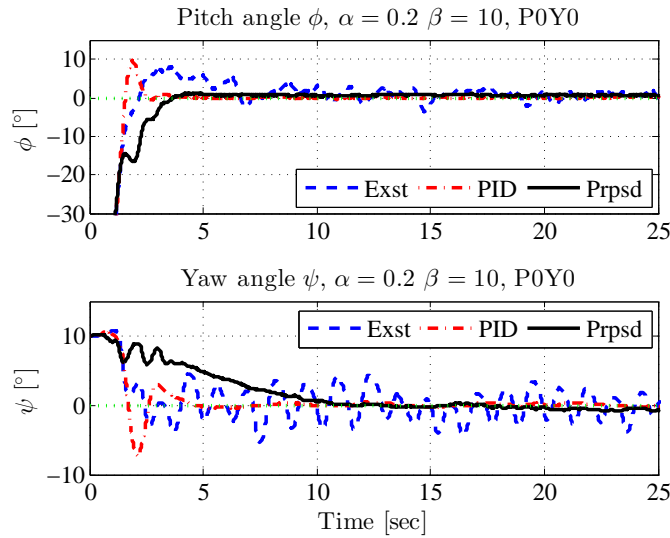 Pitch angle ϕ, α = 0.2 β = 10, P0Y0
10
0
−10
−20
−30
ϕ [°]
Exst PID Prpsd
0 5 10 15 20 25
Yaw angle ψ, α = 0.2 β = 10, P0Y0
10
0
−10
ψ [°]
Exst PID Prpsd
0 5 10 15 20 25
Time [sec]